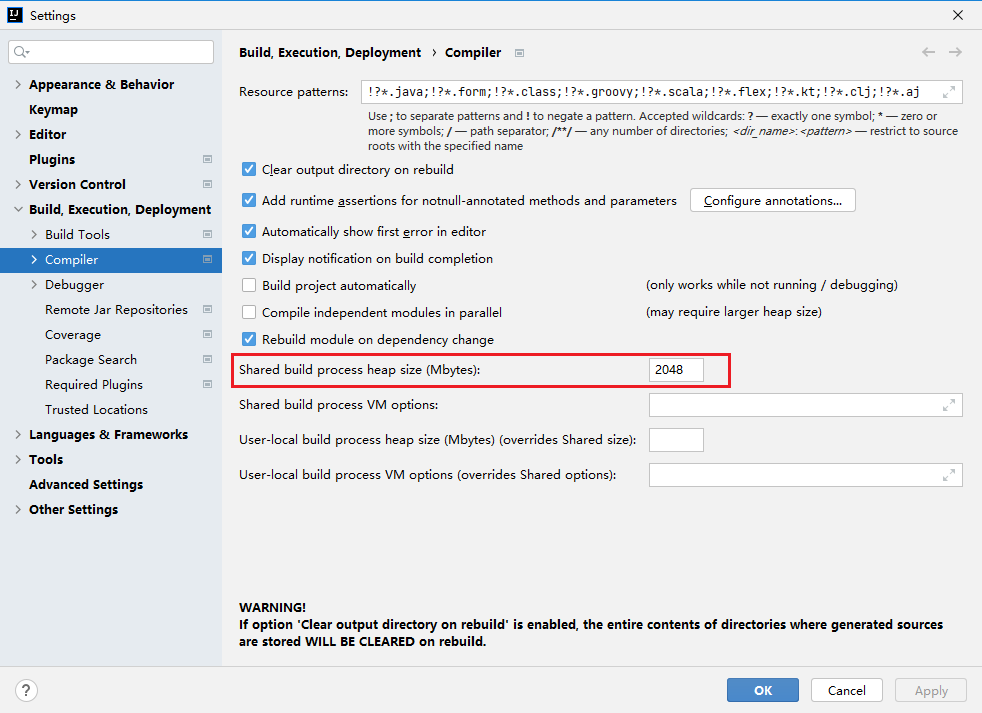 IJ Settings
Appearance & Behavior
Keymap
Editor
Plugins
Version Control
Build, Execution, Deployment
Build Tools
Compiler
Debugger
Remote Jar Repositories
Coverage
Package Search
Required Plugins
Trusted Locations
Languages & Frameworks
Tools
Advanced Settings
Other Settings
Build, Execution, Deployment › Compiler
Resource patterns: !?*.java;!?*.form;!?*.class;!?*.groovy;!?*.scala;!?*.flex;!?*.kt;!?*.clj;!?*.aj
Use ; to separate patterns and ! to negate a pattern. Accepted wildcards: ? — exactly one symbol; * — zero or
more symbols; / — path separator; /**/ — any number of directories; <dir_name>:<pattern> — restrict to source
roots with the specified name
Clear output directory on rebuild
Add runtime assertions for notnull-annotated methods and parameters Configure annotations...
Automatically show first error in editor
Display notification on build completion
Build project automatically (only works while not running / debugging)
Compile independent modules in parallel (may require larger heap size)
Rebuild module on dependency change
Shared build process heap size (Mbytes): 2048
Shared build process VM options:
User-local build process heap size (Mbytes) (overrides Shared size):
User-local build process VM options (overrides Shared options):
WARNING!
If option 'Clear output directory on rebuild' is enabled, the entire contents of directories where generated sources
are stored WILL BE CLEARED on rebuild.
? OK Cancel Apply